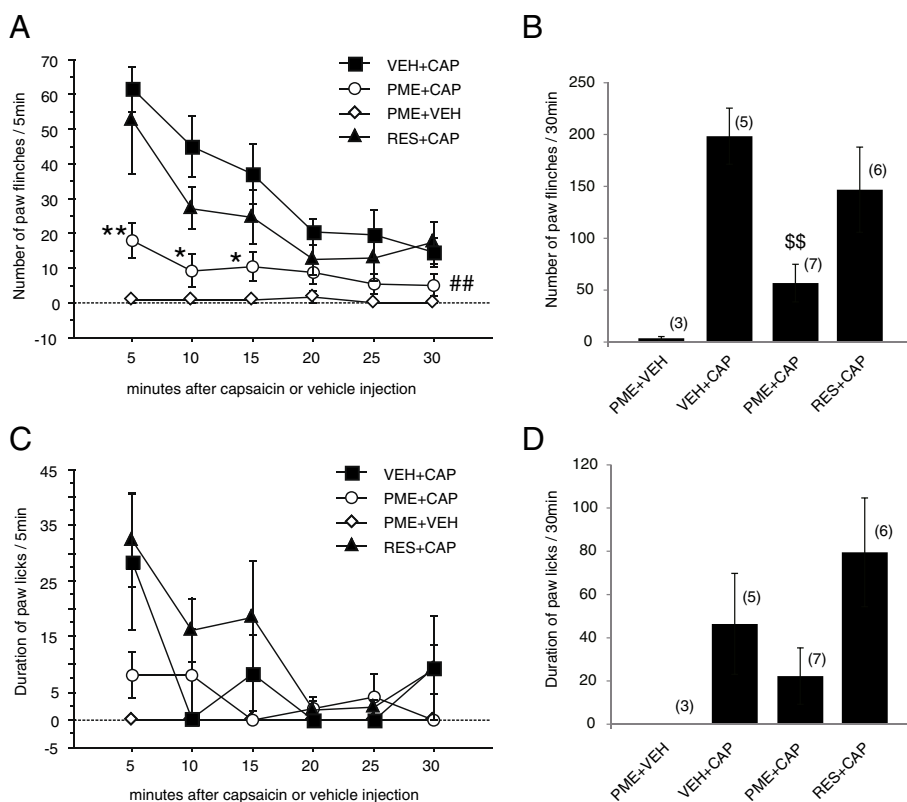 A
Number of paw flinches / 5min
70
60
50
40
30
20
10
0
-10
VEH+CAP
PME+CAP
PME+VEH
RES+CAP
**
*
*
##
5 10 15 20 25 30
minutes after capsaicin or vehicle injection
B
Number of paw flinches / 30min
250
200
150
100
50
0
(3)
(5)
$$
(7)
(6)
PME+VEH
VEH+CAP
PME+CAP
RES+CAP
C
Duration of paw licks / 5min
45
35
25
15
5
0
-5
VEH+CAP
PME+CAP
PME+VEH
RES+CAP
5 10 15 20 25 30
minutes after capsaicin or vehicle injection
D
Duration of paw licks / 30min
120
100
80
60
40
20
0
(3)
(5)
(7)
(6)
PME+VEH
VEH+CAP
PME+CAP
RES+CAP